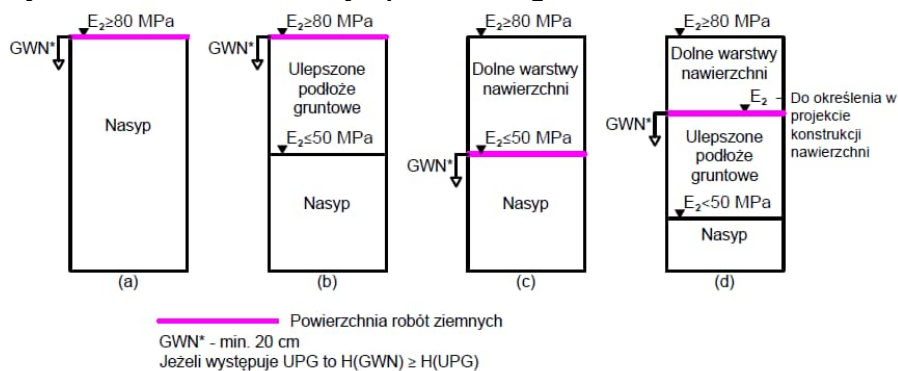 E₂≥80 MPa
GWN*
Nasyp
(a)
E₂≥80 MPa
GWN*
Ulepszone
podłoże
gruntowe
E₂≤50 MPa
Nasyp
(b)
E₂≥80 MPa
Dolne warstwy
nawierzchni
E₂≤50 MPa
GWN*
Nasyp
(c)
E₂≥80 MPa
Dolne warstwy
nawierzchni
E₂ - Do określenia w
projekcie
konstrukcji
nawierzchni
GWN*
Ulepszone
podłoże
gruntowe
E₂<50 MPa
Nasyp
(d)
Powierzchnia robót ziemnych
GWN* - min. 20 cm
Jeżeli występuje UPG to H(GWN) ≥ H(UPG)